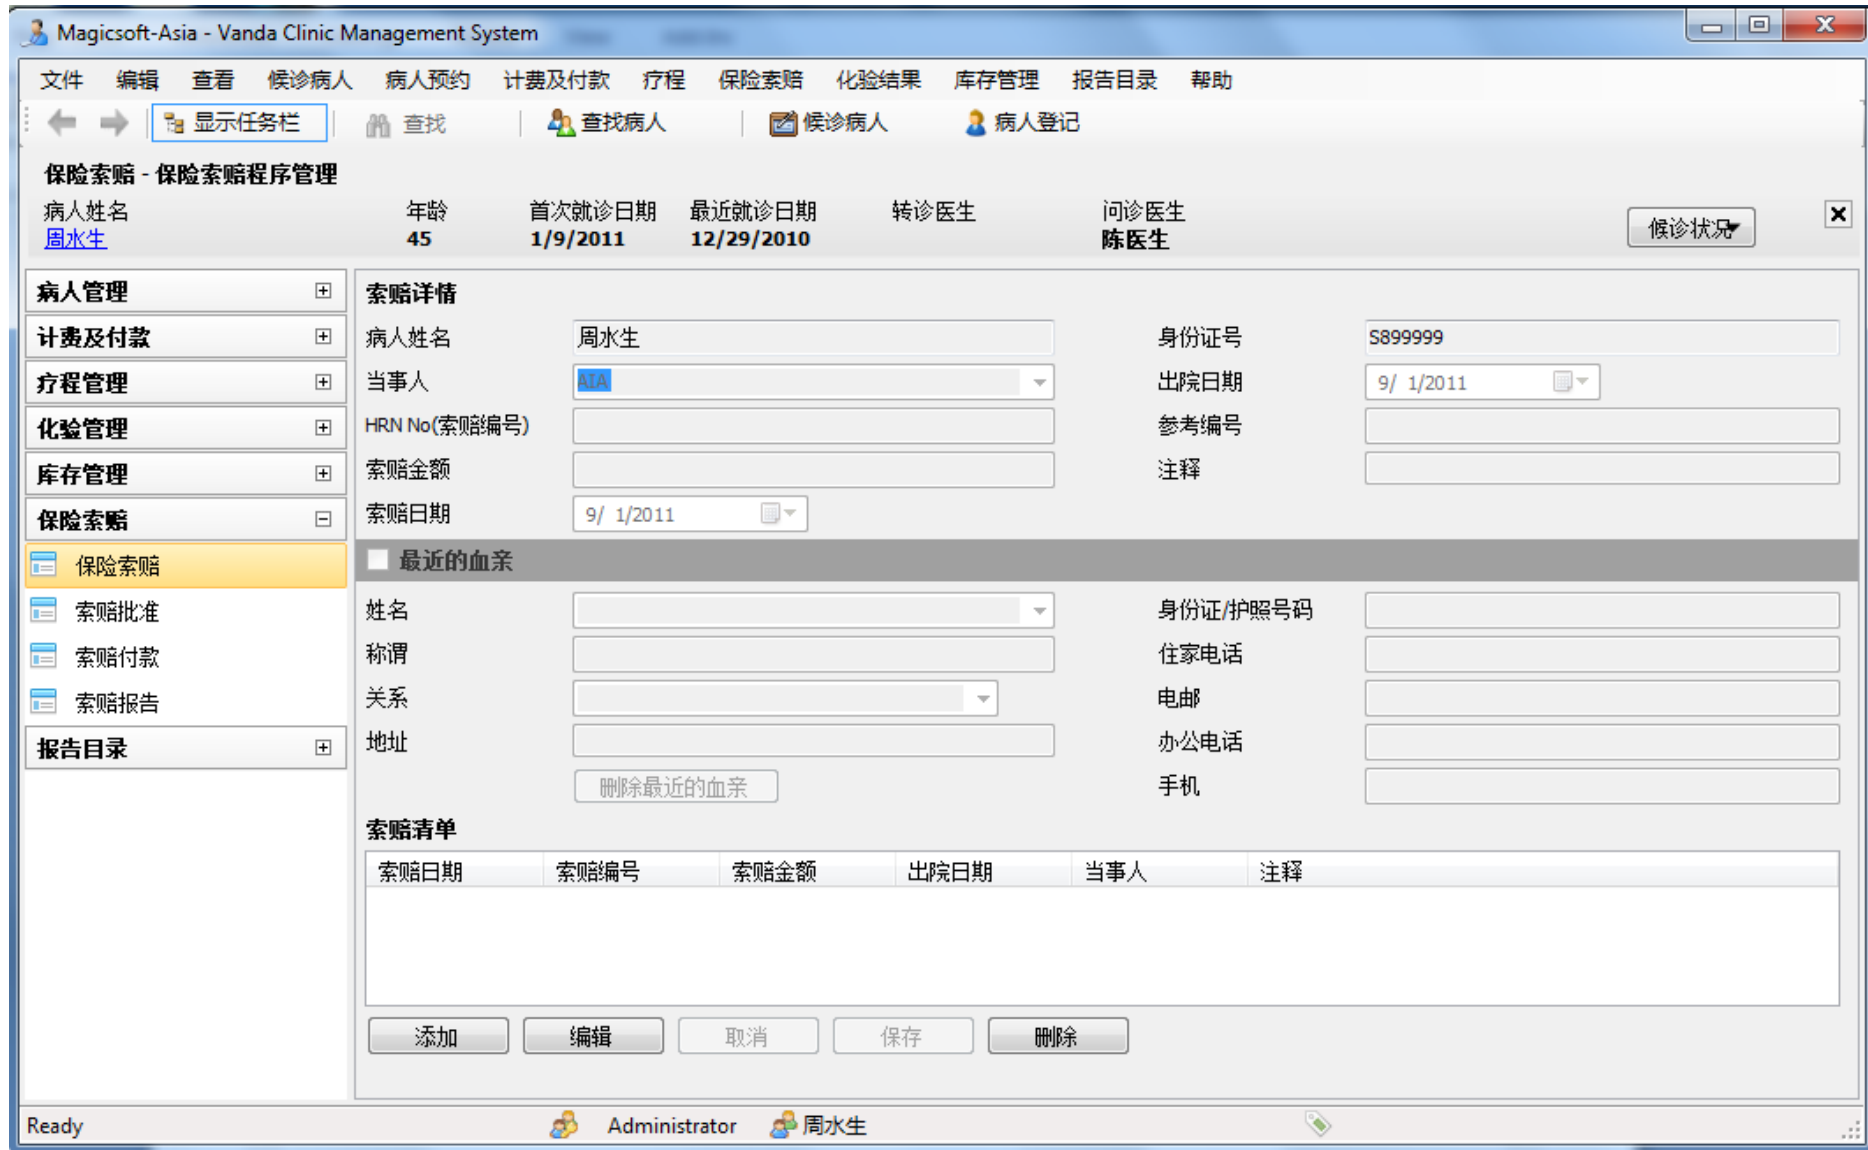 Magicsoft-Asia - Vanda Clinic Management System
文件 编辑 查看 候诊病人 病人预约 计费及付款 疗程 保险索赔 化验结果 库存管理 报告目录 帮助
显示任务栏 查找 查找病人 候诊病人 病人登记
保险索赔 - 保险索赔程序管理
病人姓名 年龄 首次就诊日期 最近就诊日期 转诊医生 问诊医生
周水生 45 1/9/2011 12/29/2010 陈医生
候诊状况
病人管理
计费及付款
疗程管理
化验管理
库存管理
保险索赔
保险索赔
索赔批准
索赔付款
索赔报告
报告目录
索赔详情
病人姓名 周水生 身份证号 S899999
当事人 AIA 出院日期 9/ 1/2011
HRN No(索赔编号) 参考编号
索赔金额 注释
索赔日期 9/ 1/2011
最近的血亲
姓名 身份证/护照号码
称谓 住家电话
关系 电邮
地址 办公电话
删除最近的血亲 手机
索赔清单
索赔日期 索赔编号 索赔金额 出院日期 当事人 注释
添加 编辑 取消 保存 删除
Ready Administrator 周水生